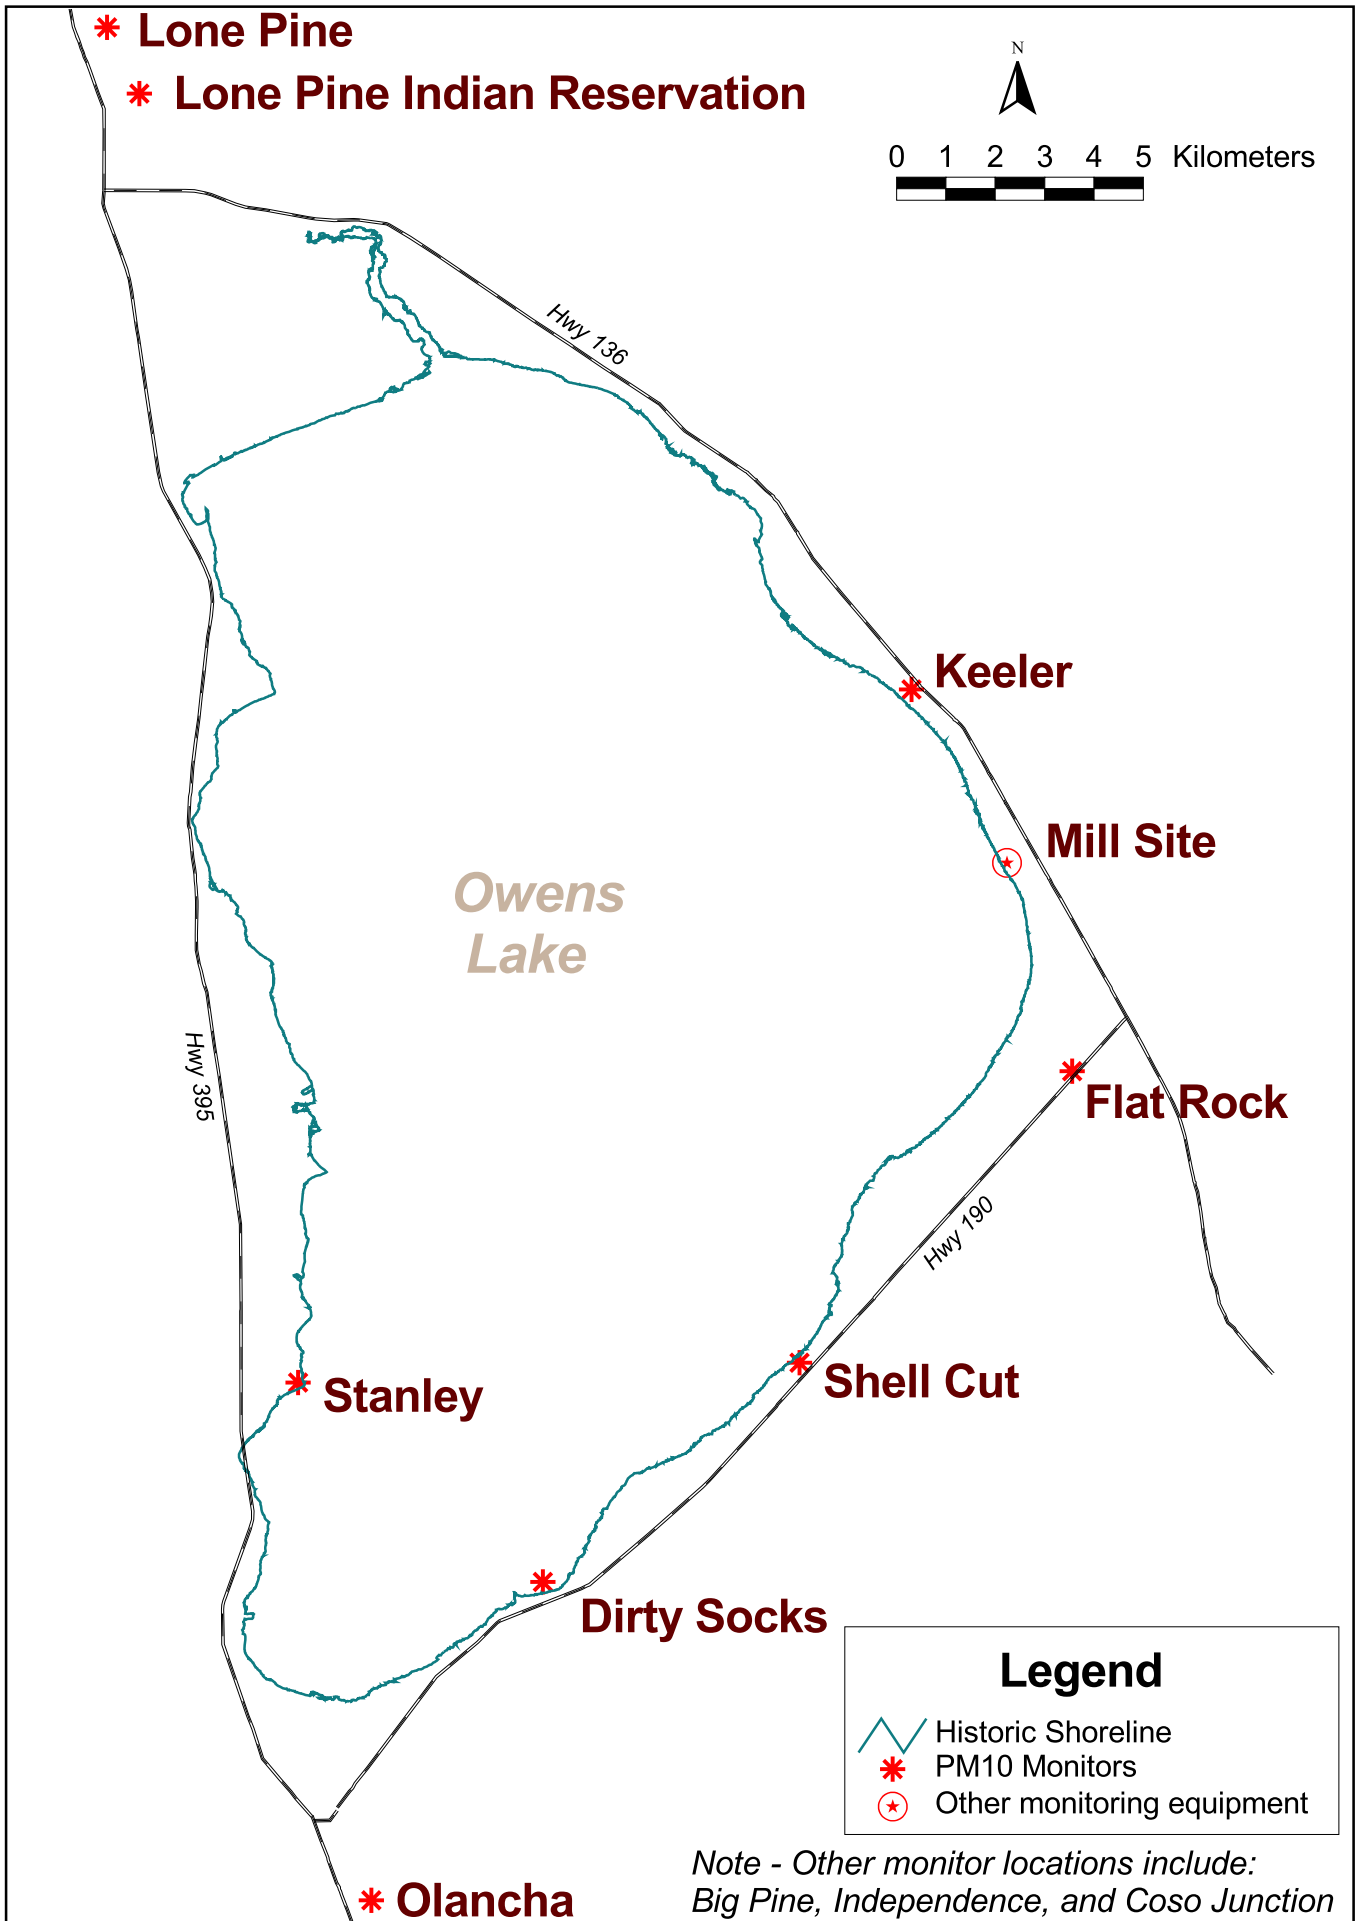 Lone Pine
N
Lone Pine Indian Reservation
0 1 2 3 4 5 Kilometers
Hwy 136
Keeler
Mill Site
Owens
Lake
Hwy 395
Flat Rock
Hwy 190
Shell Cut
Stanley
Dirty Socks
Legend
Historic Shoreline
PM10 Monitors
Other monitoring equipment
Note - Other monitor locations include:
Big Pine, Independence, and Coso Junction
Olancha